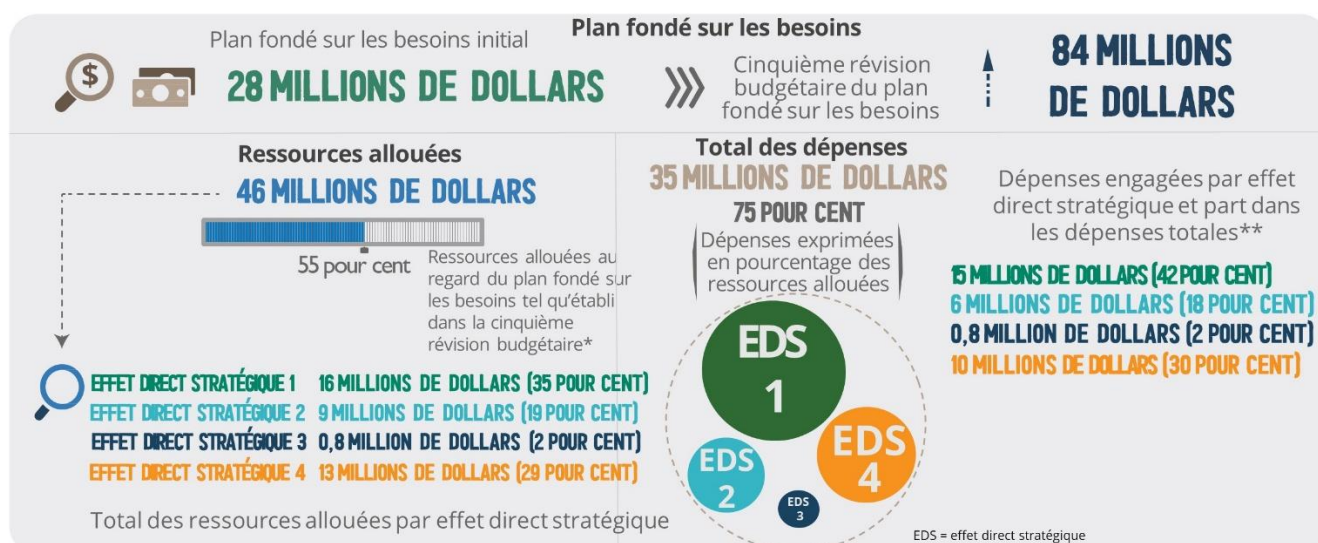 Plan fondé sur les besoins
Plan fondé sur les besoins initial
28 MILLIONS DE DOLLARS
Cinquième révision
budgétaire du plan
fondé sur les besoins
84 MILLIONS
DE DOLLARS
Ressources allouées
46 MILLIONS DE DOLLARS
55 pour cent
Ressources allouées au
regard du plan fondé sur
les besoins tel qu'établi
dans la cinquième
révision budgétaire*
EFFET DIRECT STRATÉGIQUE 1 16 MILLIONS DE DOLLARS (35 POUR CENT)
EFFET DIRECT STRATÉGIQUE 2 9 MILLIONS DE DOLLARS (19 POUR CENT)
EFFET DIRECT STRATÉGIQUE 3 0,8 MILLION DE DOLLARS (2 POUR CENT)
EFFET DIRECT STRATÉGIQUE 4 13 MILLIONS DE DOLLARS (29 POUR CENT)
Total des ressources allouées par effet direct stratégique
Total des dépenses
35 MILLIONS DE DOLLARS
75 POUR CENT
Dépenses exprimées
en pourcentage des
ressources allouées
EDS
1
EDS
2
EDS
3
EDS
4
Dépenses engagées par effet
direct stratégique et part dans
les dépenses totales**
15 MILLIONS DE DOLLARS (42 POUR CENT)
6 MILLIONS DE DOLLARS (18 POUR CENT)
0,8 MILLION DE DOLLARS (2 POUR CENT)
10 MILLIONS DE DOLLARS (30 POUR CENT)
EDS = effet direct stratégique